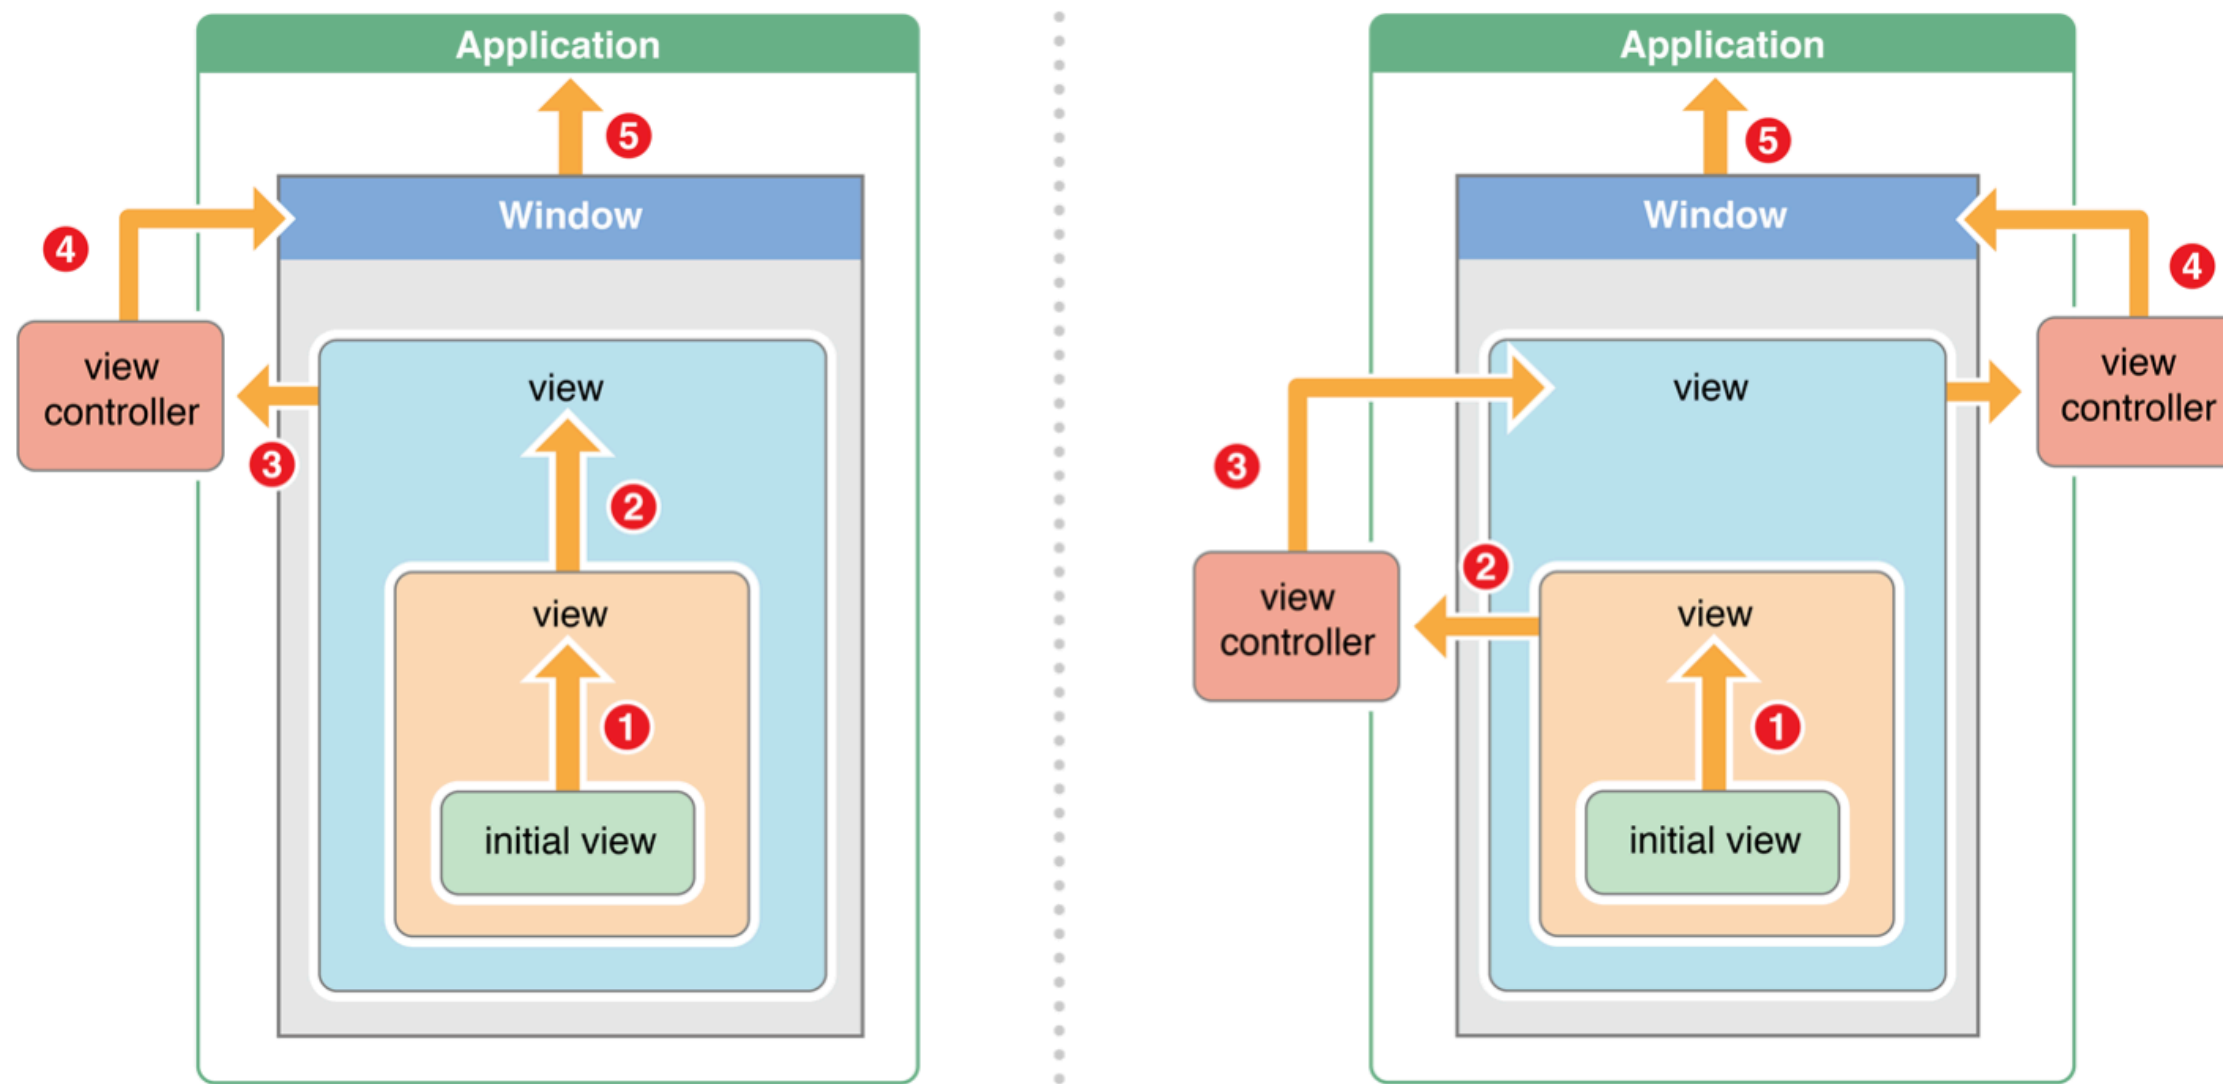 Application
5
Window
4
view
controller
3
view
2
view
1
initial view
Application
5
Window
4
view
controller
view
3
view
controller
2
view
1
initial view